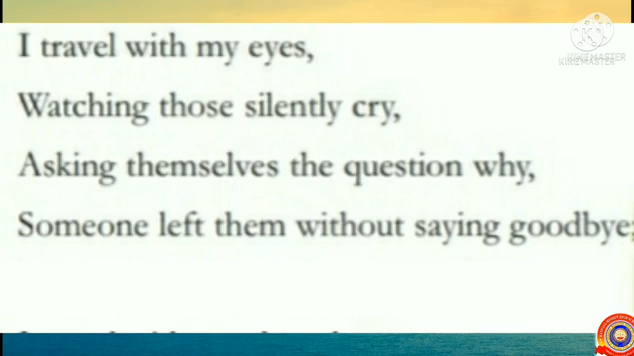 I travel with my eyes,
Watching those silently cry,
Asking themselves the question why,
Someone left them without saying goodbye;
KINEMASTER
KINEMASTER